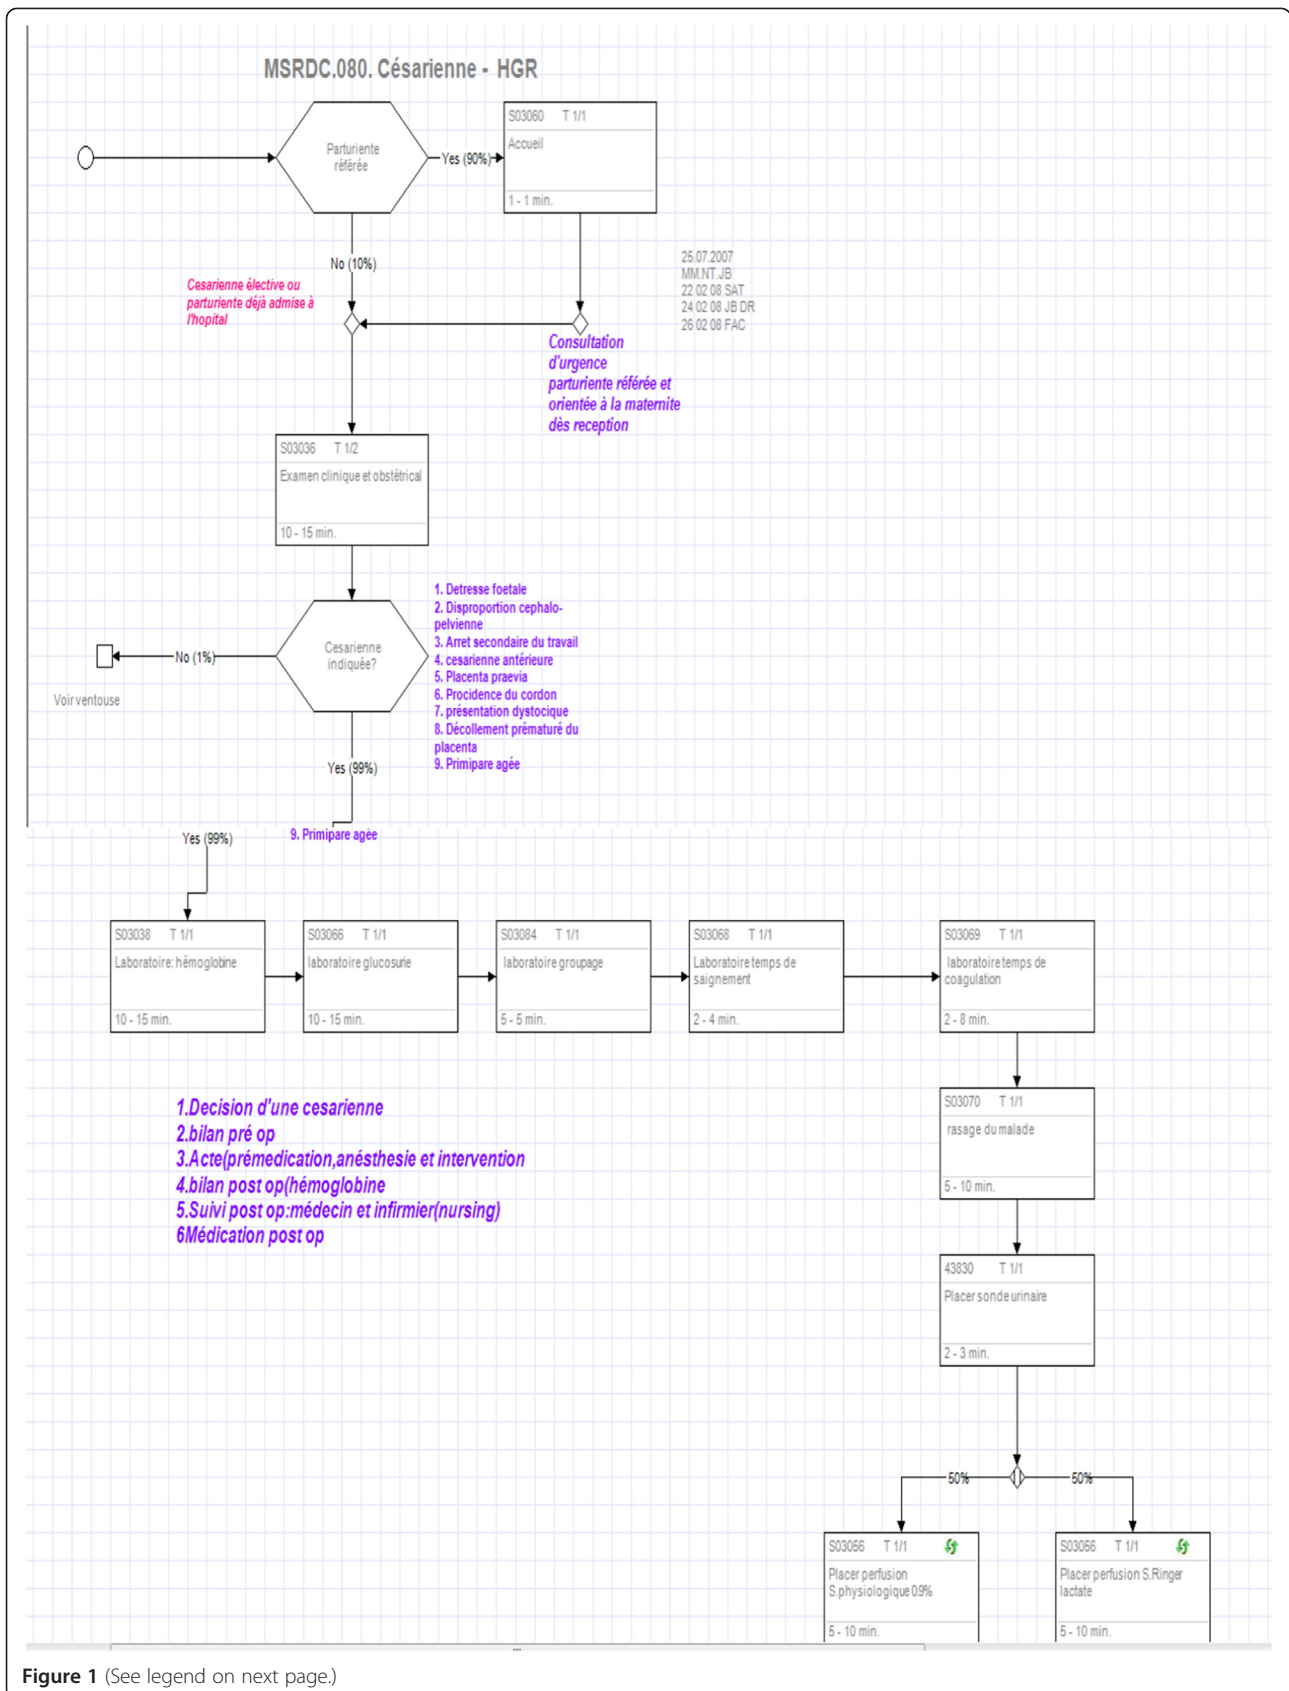 MSRDC.080. Césarienne - HGR
Parturiente
référée
Yes (90%)
S03060 T 1/1
Accueil
1 - 1 min.
No (10%)
Cesarienne élective ou
parturiente déjà admise à
l'hopital
25.07.2007
MM.NT.JB
22 02 08 SAT
24 02 08 JB DR
26 02 08 FAC
Consultation
d'urgence
parturiente référée et
orientée à la maternite
dès reception
S03036 T 1/2
Examen clinique et obstétrical
10 - 15 min.
Cesarienne
indiquée?
No (1%)
Voir ventouse
1. Detresse foetale
2. Disproportion cephalo-
pelvienne
3. Arret secondaire du travail
4. cesarienne antérieure
5. Placenta praevia
6. Procidence du cordon
7. présentation dystocique
8. Décollement prématuré du
placenta
9. Primipare agée
Yes (99%)
Yes (99%)
9. Primipare agée
S03038 T 1/1
Laboratoire: hémoglobine
10 - 15 min.
S03066 T 1/1
laboratoire glucosurie
10 - 15 min.
S03084 T 1/1
laboratoire groupage
5 - 5 min.
S03068 T 1/1
Laboratoire temps de
saignement
2 - 4 min.
S03069 T 1/1
laboratoire temps de
coagulation
2 - 8 min.
S03070 T 1/1
rasage du malade
5 - 10 min.
1.Decision d'une cesarienne
2.bilan pré op
3.Acte(prémedication,anésthesie et intervention
4.bilan post op(hémoglobine
5.Suivi post op:médecin et infirmier(nursing)
6Médication post op
43830 T 1/1
Placer sonde urinaire
2 - 3 min.
50%
50%
S03056 T 1/1
Placer perfusion
S.physiologique 0.9%
5 - 10 min.
S03056 T 1/1
Placer perfusion S.Ringer
lactate
5 - 10 min.
Figure 1 (See legend on next page.)